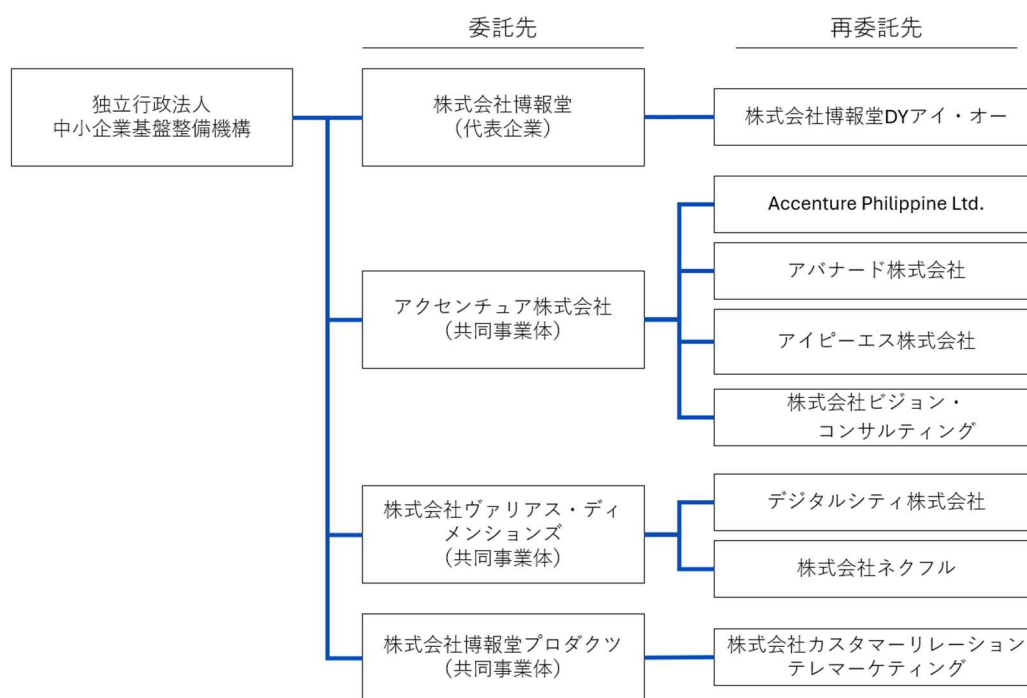 委託先
再委託先
独立行政法人
中小企業基盤整備機構
株式会社博報堂
（代表企業）
株式会社博報堂DYアイ・オー
アクセンチュア株式会社
（共同事業体）
Accenture Philippine Ltd.
アバナード株式会社
アイピーエス株式会社
株式会社ビジョン・
コンサルティング
株式会社ヴァリアス・ディ
メンションズ
（共同事業体）
デジタルシティ株式会社
株式会社ネクフル
株式会社博報堂プロダクツ
（共同事業体）
株式会社カスタマーリレーション
テレマーケティング